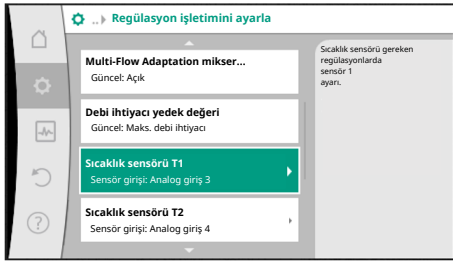 ..▸ Regülasyon işletimini ayarla
Multi-Flow Adaptation mikser...
Güncel: Açık
Debi ihtiyacı yedek değeri
Güncel: Maks. debi ihtiyacı
Sıcaklık sensörü T1
Sensör girişi: Analog giriş 3
Sıcaklık sensörü T2
Sensör girişi: Analog giriş 4
Sıcaklık sensörü gereken
regülasyonlarda
sensör 1
ayarı.